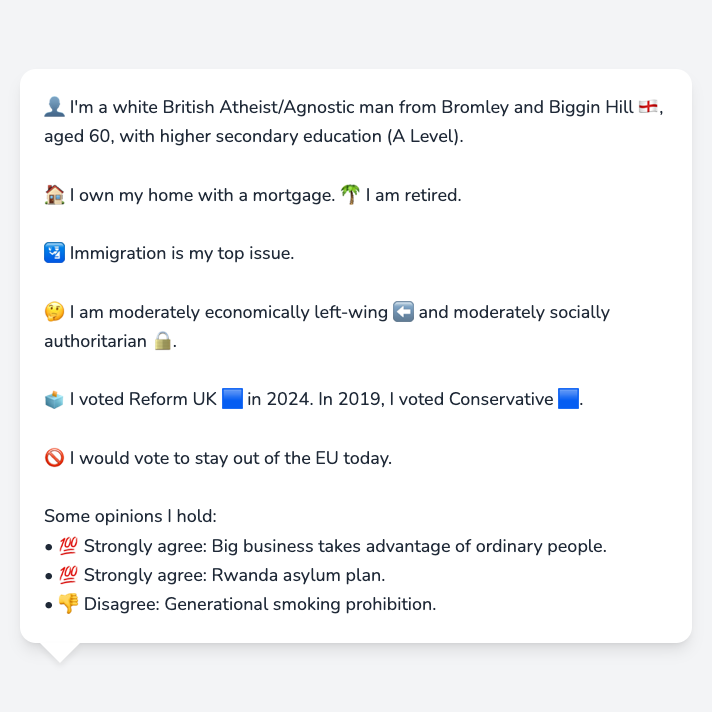 👤 I'm a white British Atheist/Agnostic man from Bromley and Biggin Hill 🏴󠁧󠁢󠁥󠁮󠁧󠁿,
aged 60, with higher secondary education (A Level).
🏠 I own my home with a mortgage. 🌴 I am retired.
🛂 Immigration is my top issue.
🤔 I am moderately economically left-wing ⬅️ and moderately socially
authoritarian 🔒.
🗳️ I voted Reform UK 🟦 in 2024. In 2019, I voted Conservative 🟦.
🚫 I would vote to stay out of the EU today.
Some opinions I hold:
• 💯 Strongly agree: Big business takes advantage of ordinary people.
• 💯 Strongly agree: Rwanda asylum plan.
• 👎 Disagree: Generational smoking prohibition.